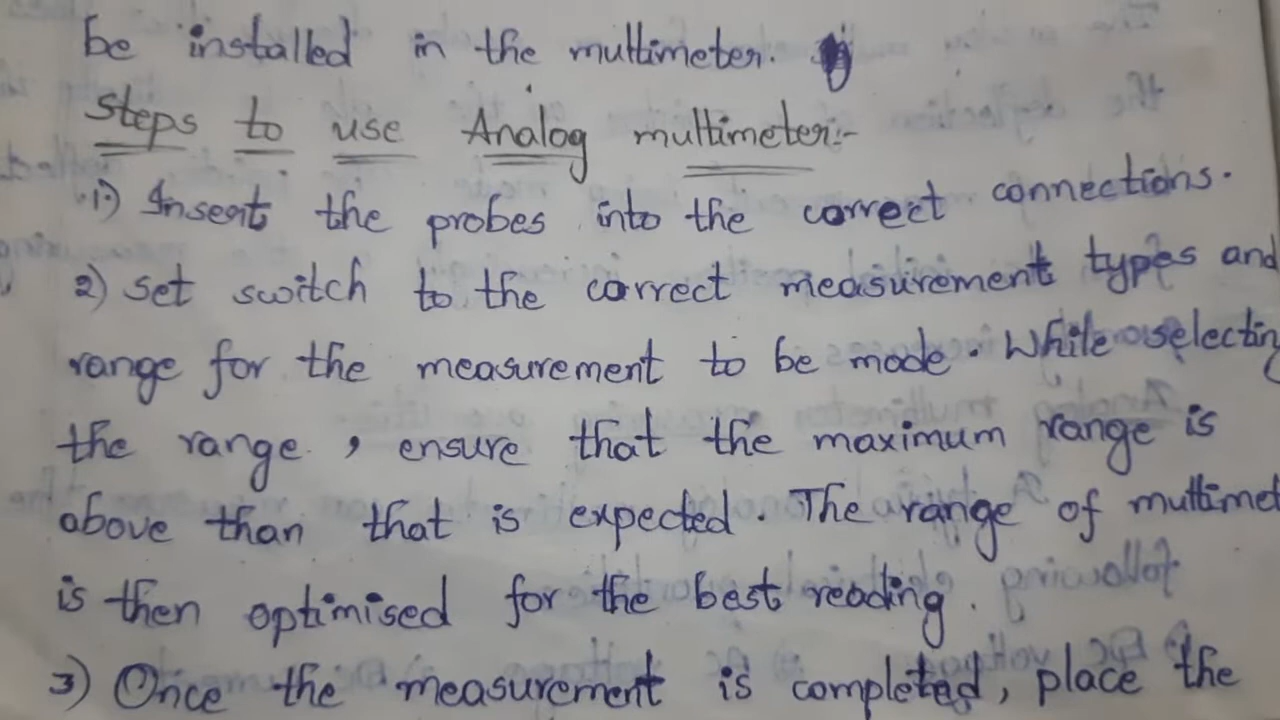 be installed in the multimeter.
Steps to use Analog multimeter:-
1) Insert the probes into the correct connections.
2) set switch to the correct measurement types and
range for the measurement to be made. While selectin
the range, ensure that the maximum range is
above than that is expected. The range of multimet
is then optimised for the best reading.
3) Once the measurement is completed, place the